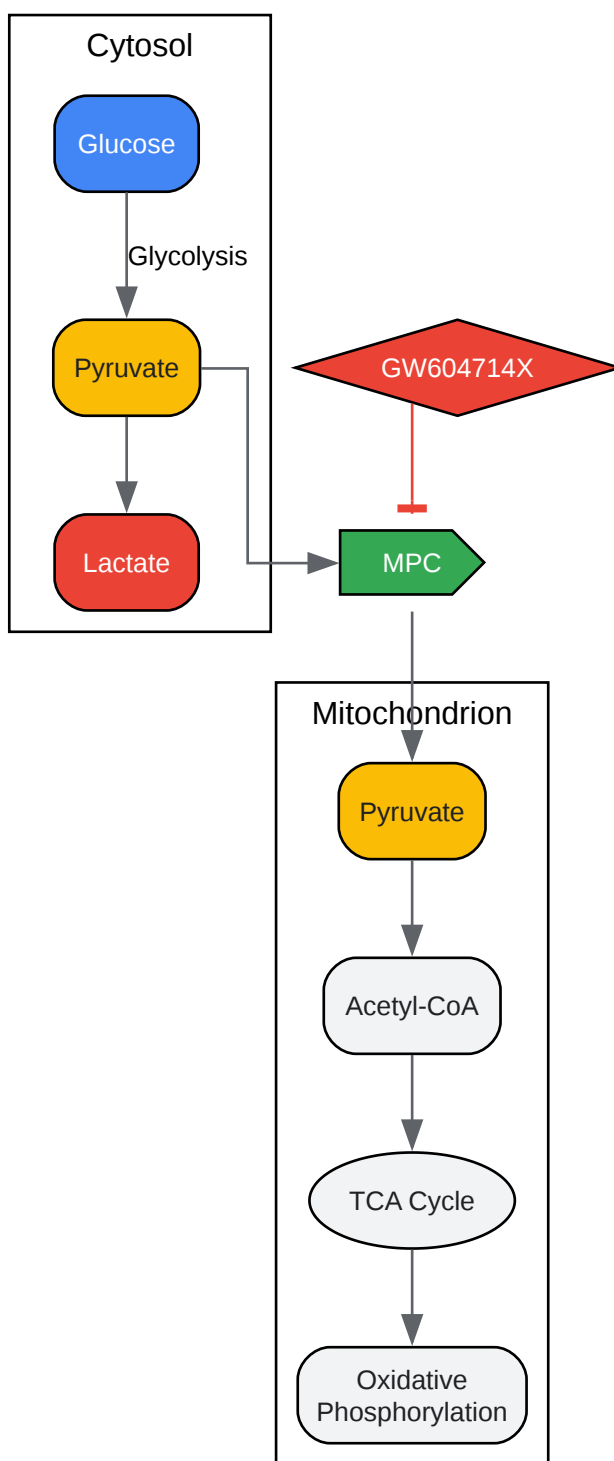 Cytosol
Glucose
Glycolysis
Pyruvate
GW604714X
Lactate
MPC
Mitochondrion
Pyruvate
Acetyl-CoA
TCA Cycle
Oxidative
Phosphorylation